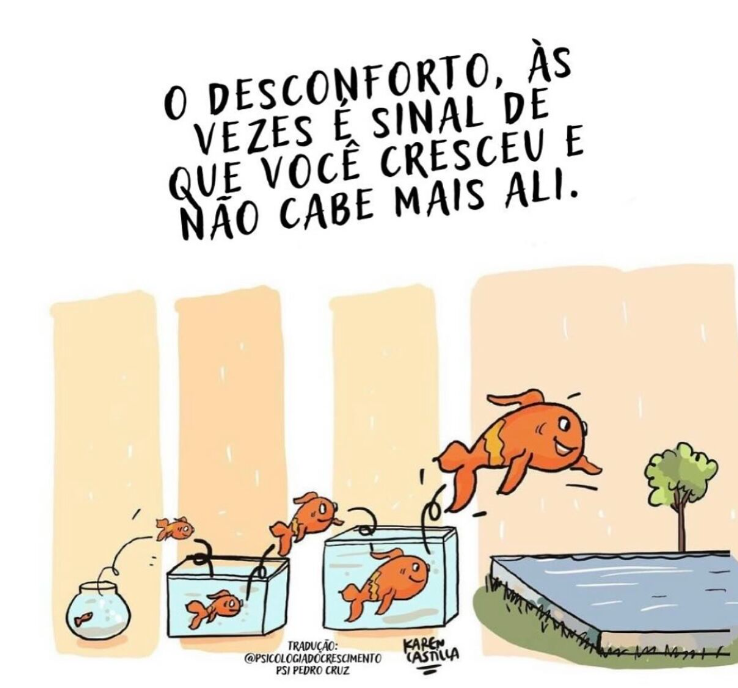 O DESCONFORTO, ÀS
VEZES É SINAL DE
QUE VOCÊ CRESCEU E
NÃO CABE MAIS ALI.
TRADUÇÃO:
@PSICOLOGIADOCRESCIMENTO
PSI PEDRO CRUZ
KAREN
CASTILLA